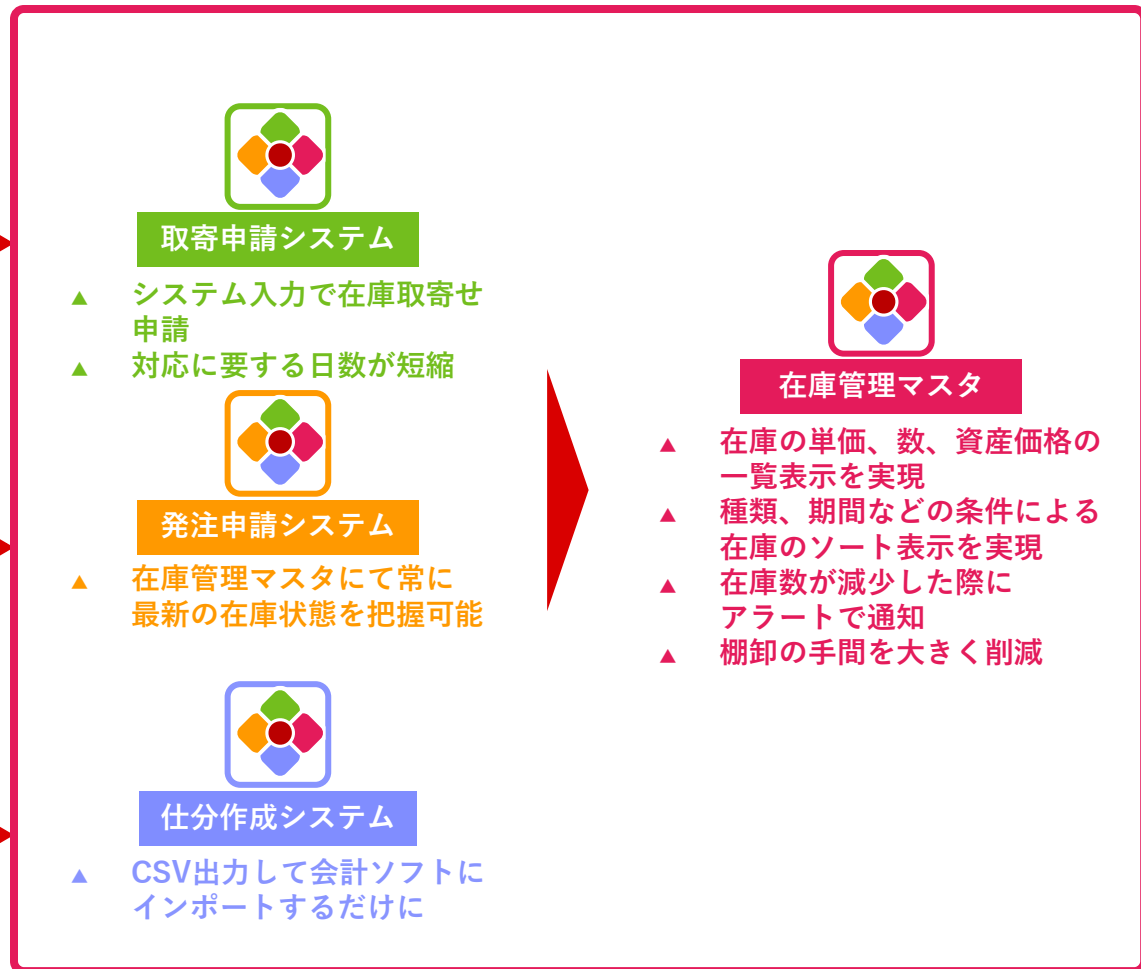 取寄申請システム
▲ システム入力で在庫取寄せ
申請
▲ 対応に要する日数が短縮
発注申請システム
▲ 在庫管理マスタにて常に
最新の在庫状態を把握可能
仕分作成システム
▲ CSV出力して会計ソフトに
インポートするだけに
在庫管理マスタ
▲ 在庫の単価、数、資産価格の
一覧表示を実現
▲ 種類、期間などの条件による
在庫のソート表示を実現
▲ 在庫数が減少した際に
アラートで通知
▲ 棚卸の手間を大きく削減